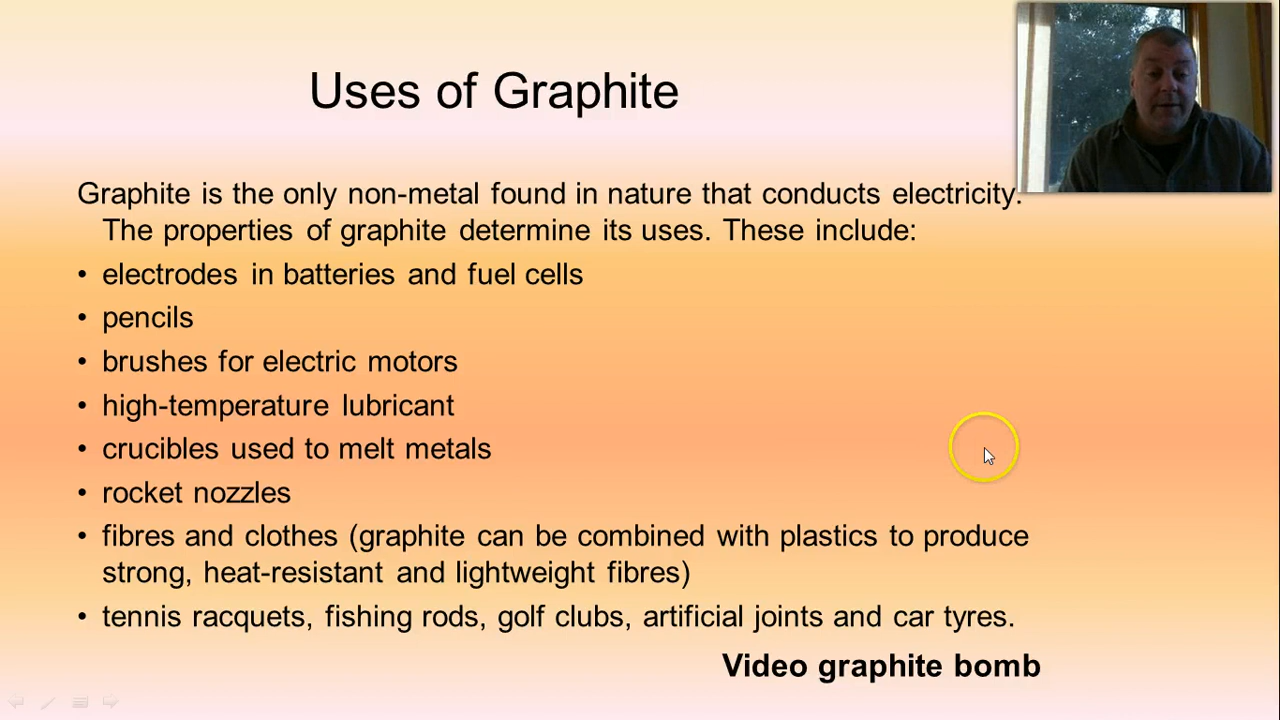 Uses of Graphite
Graphite is the only non-metal found in nature that conducts electricity.
The properties of graphite determine its uses. These include:
• electrodes in batteries and fuel cells
• pencils
• brushes for electric motors
• high-temperature lubricant
• crucibles used to melt metals
• rocket nozzles
• fibres and clothes (graphite can be combined with plastics to produce
strong, heat-resistant and lightweight fibres)
• tennis racquets, fishing rods, golf clubs, artificial joints and car tyres.
Video graphite bomb